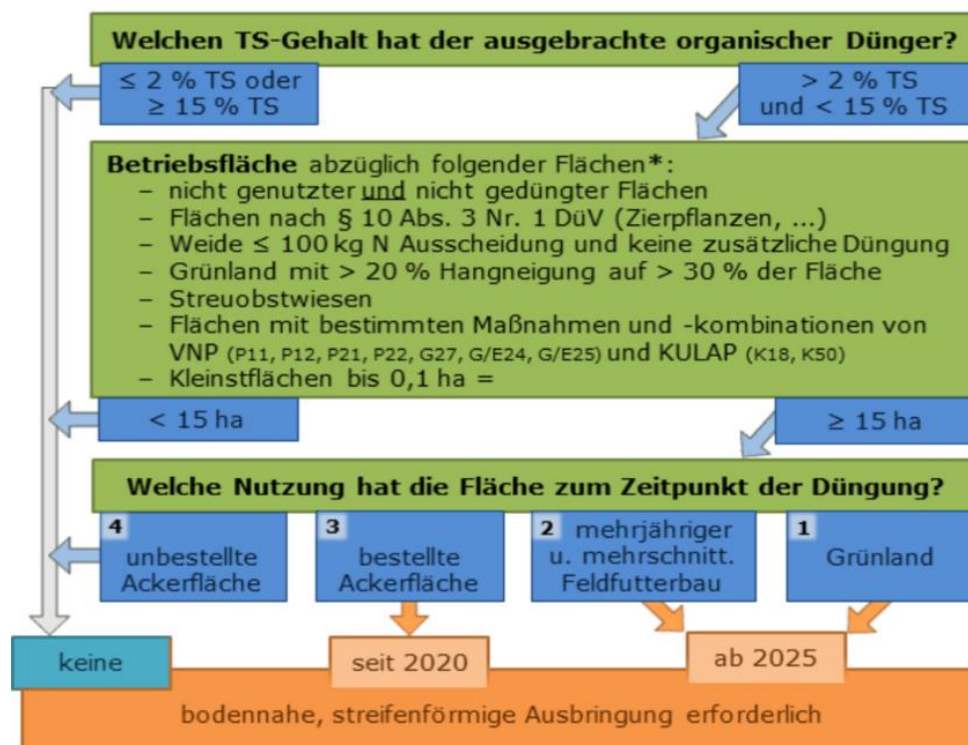 Welchen TS-Gehalt hat der ausgebrachte organischer Dünger?
≤ 2 % TS oder
≥ 15 % TS
> 2 % TS
und < 15 % TS
Betriebsfläche abzüglich folgender Flächen*:
– nicht genutzter und nicht gedüngter Flächen
– Flächen nach § 10 Abs. 3 Nr. 1 DüV (Zierpflanzen, ...)
– Weide ≤ 100 kg N Ausscheidung und keine zusätzliche Düngung
– Grünland mit > 20 % Hangneigung auf > 30 % der Fläche
– Streuobstwiesen
– Flächen mit bestimmten Maßnahmen und -kombinationen von
VNP (P11, P12, P21, P22, G27, G/E24, G/E25) und KULAP (K18, K50)
– Kleinstflächen bis 0,1 ha =
< 15 ha
≥ 15 ha
Welche Nutzung hat die Fläche zum Zeitpunkt der Düngung?
4
unbestellte
Ackerfläche
3
bestellte
Ackerfläche
2 mehrjähriger
u. mehrschnitt.
Feldfutterbau
1
Grünland
keine
seit 2020
ab 2025
bodennahe, streifenförmige Ausbringung erforderlich